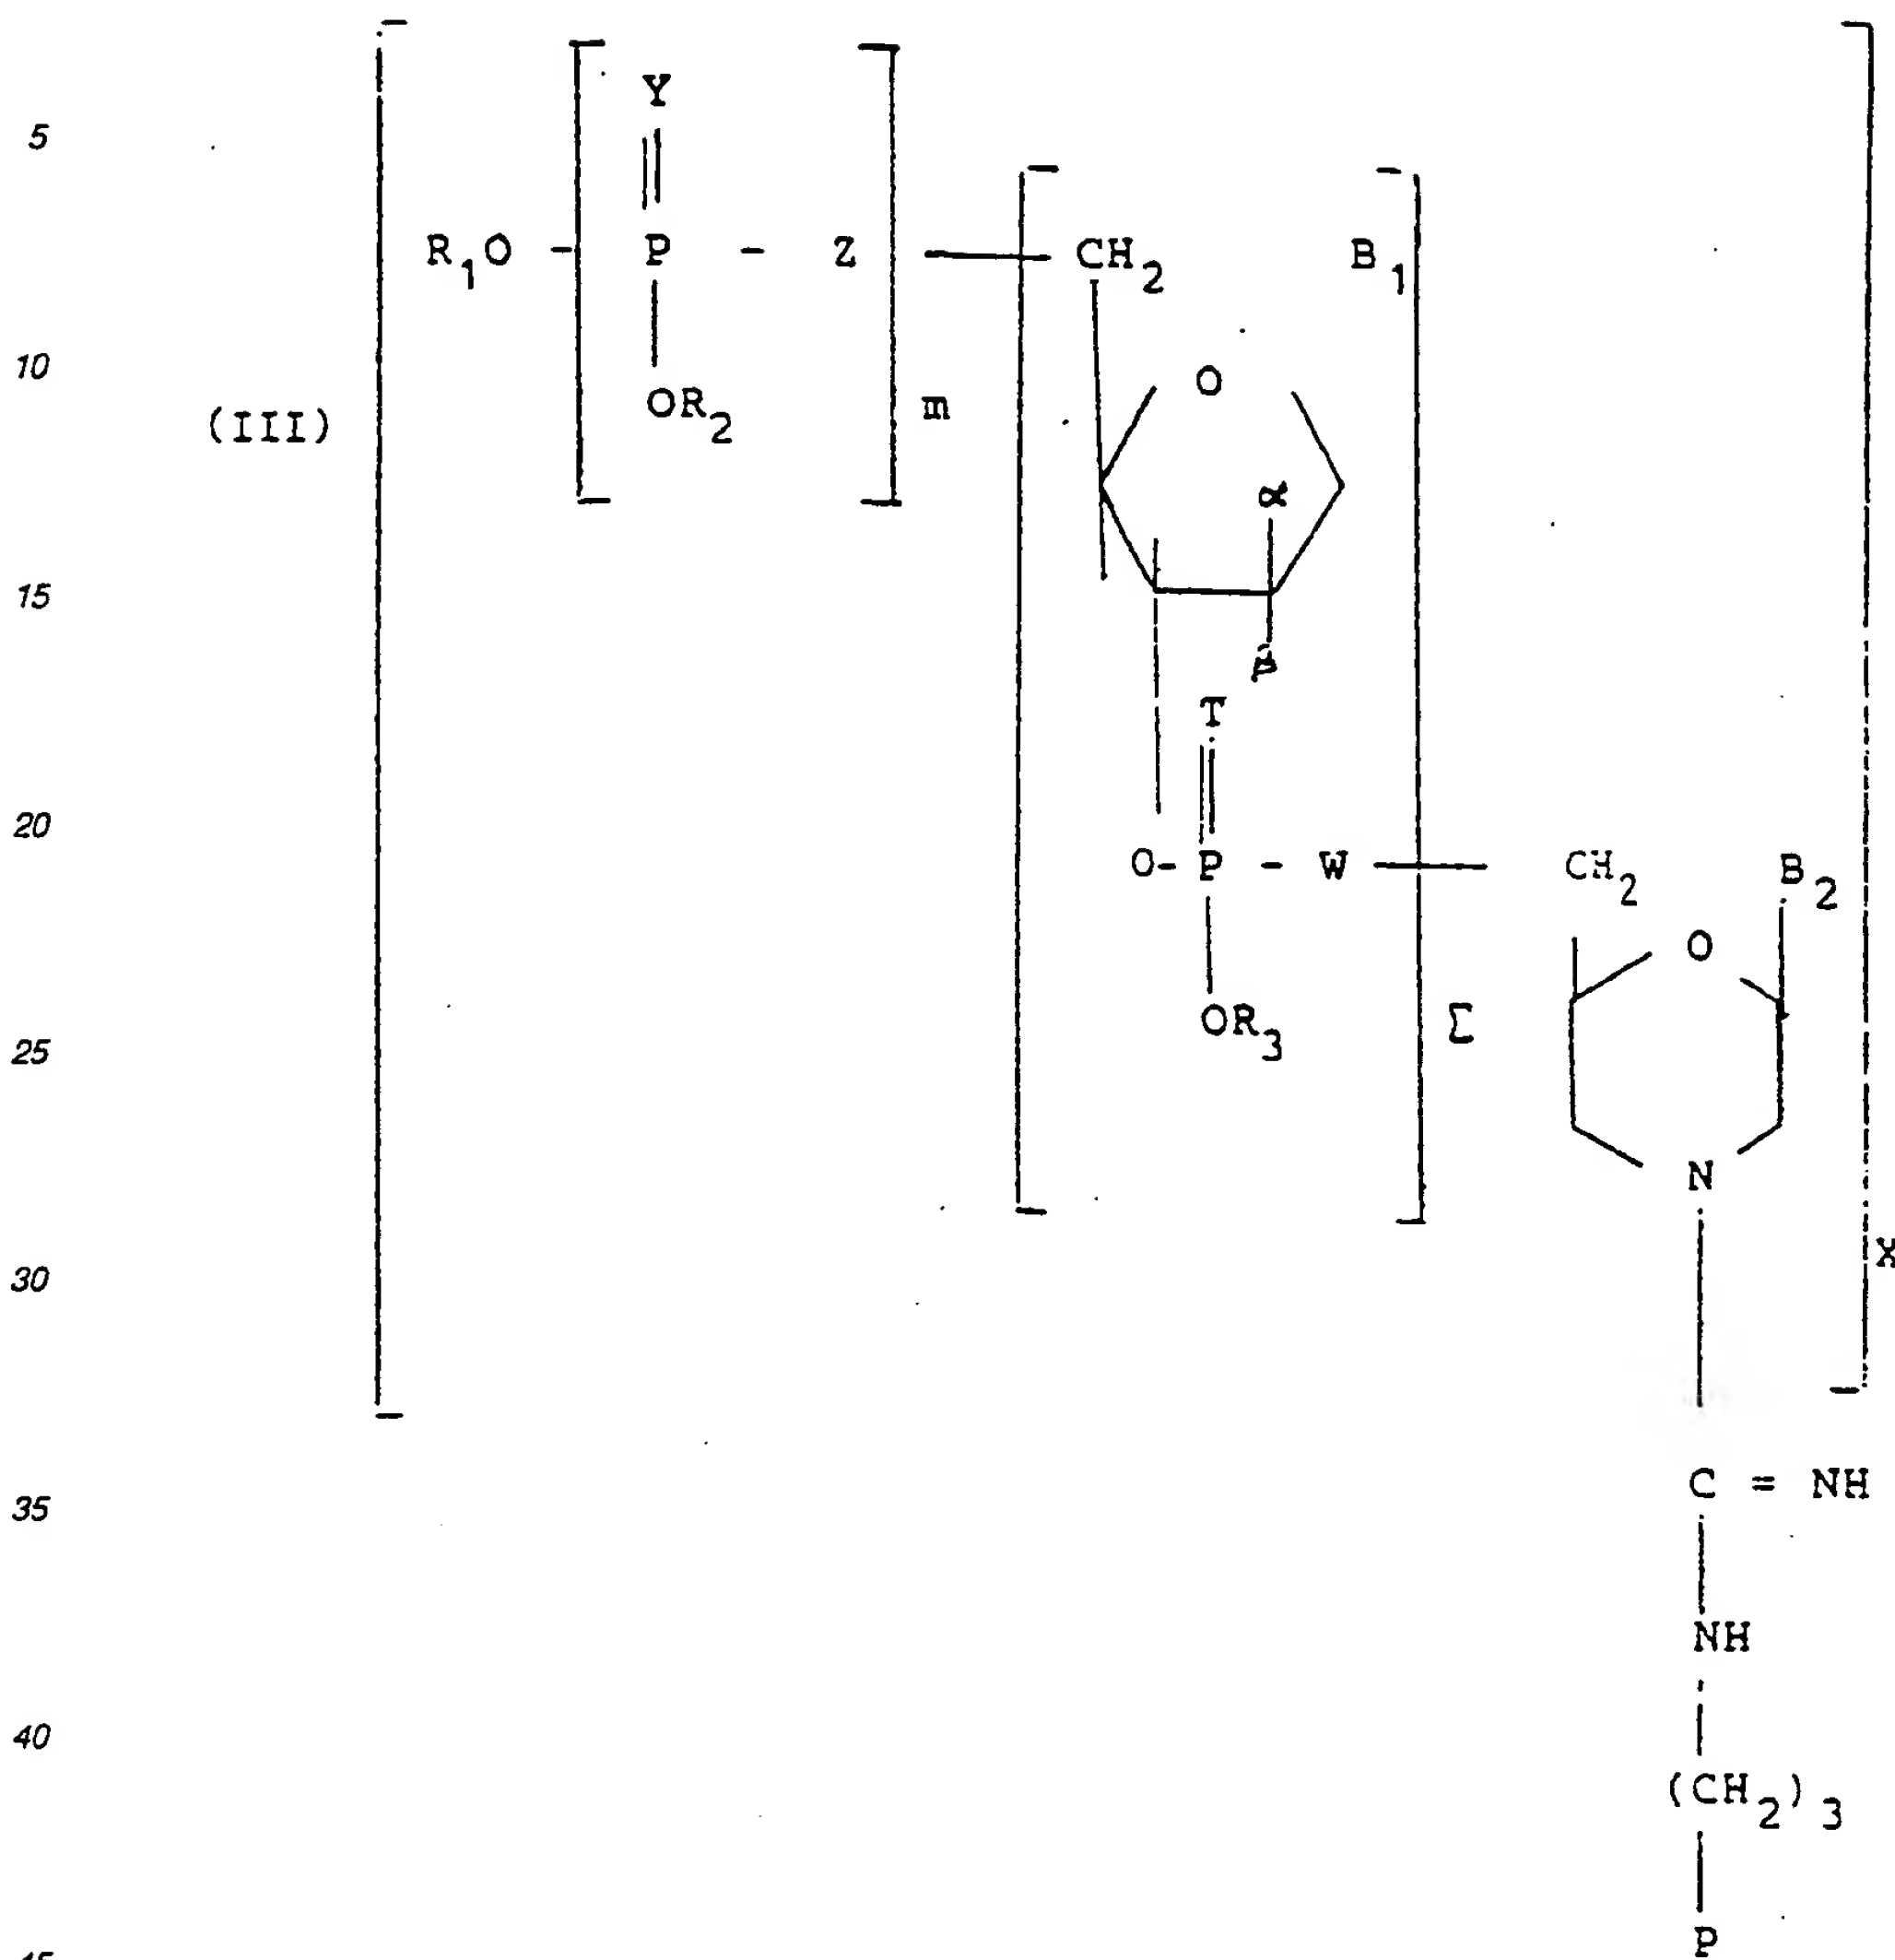 Y
5
R1O - P - Z CH2 B1
10 O
OR2 m
(III)
α
15
β
T
20
O- P - W CH2 B2
O
OR3 Σ
25
N
30 X
35 C = NH
NH
40
(CH2)3
P
45